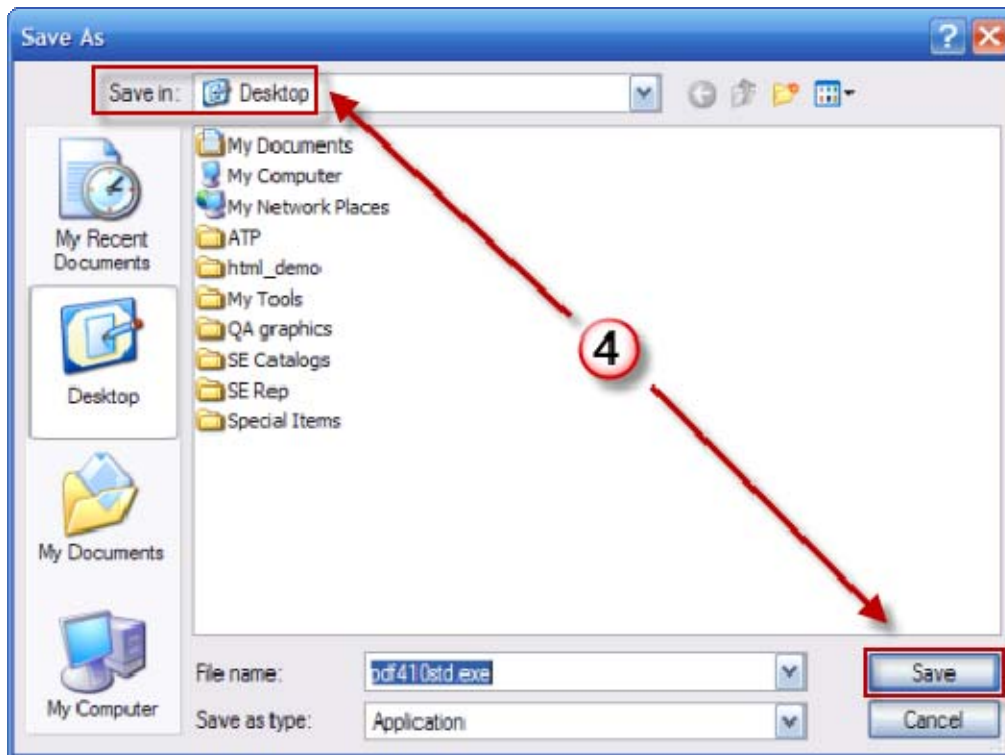 Save As
Save in: Desktop
My Documents
My Computer
My Network Places
ATP
html_demo
My Tools
QA graphics
SE Catalogs
SE Rep
Special Items
My Recent
Documents
Desktop
My Documents
My Computer
4
File name: pdf410std.exe
Save
Save as type: Application
Cancel